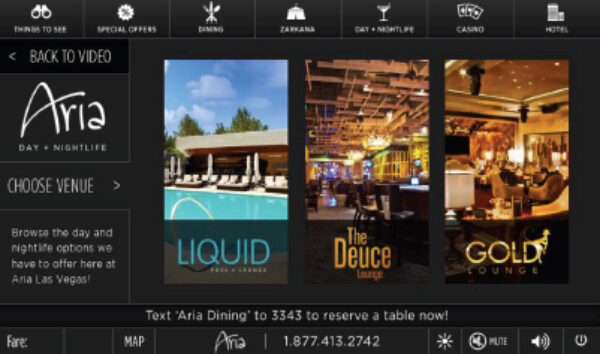 THINGS TO SEE
SPECIAL OFFERS
DINING
ZARKANA
DAY + NIGHTLIFE
CASINO
HOTEL
< BACK TO VIDEO
Aria
DAY + NIGHTLIFE
CHOOSE VENUE >
Browse the day and
nightlife options we
have to offer here at
Aria Las Vegas!
LIQUID
POOL + LOUNGE
The
Deuce
Lounge
GOLD
LOUNGE
Text 'Aria Dining' to 3343 to reserve a table now!
Fare:
MAP
Aria
1.877.413.2742
MUTE